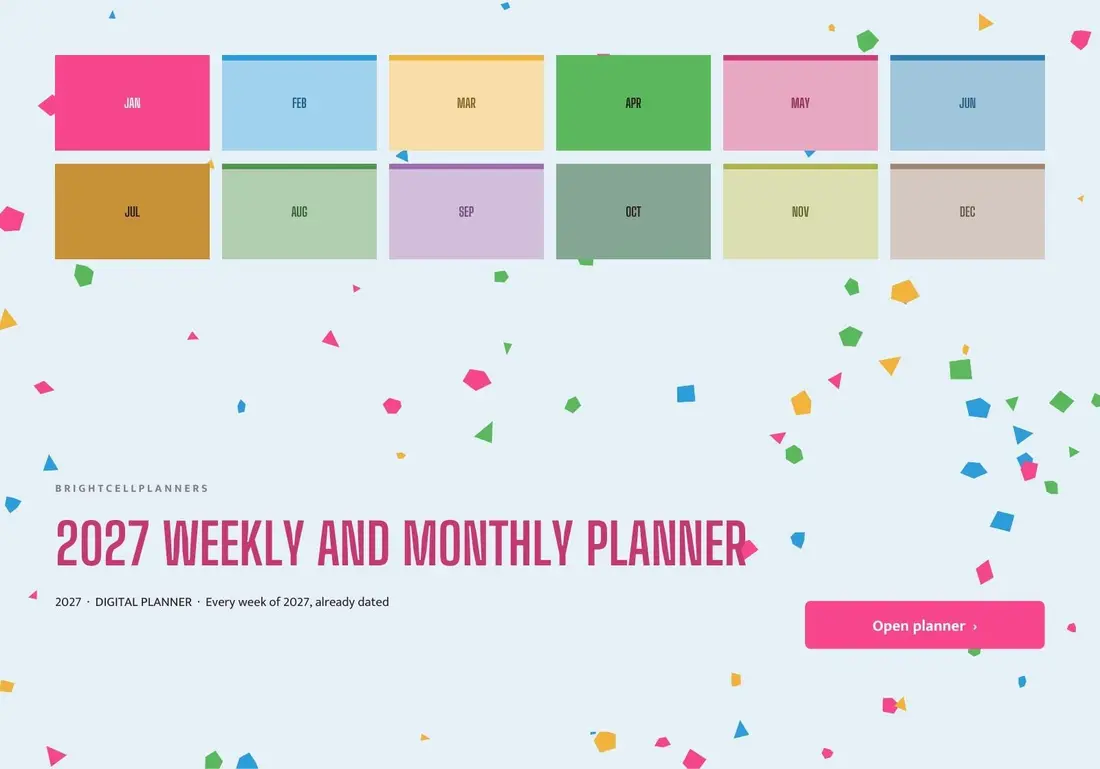 JAN FEB MAR APR MAY JUN
JUL AUG SEP OCT NOV DEC
BRIGHTCELLPLANNERS
2027 WEEKLY AND MONTHLY PLANNER
2027 · DIGITAL PLANNER · Every week of 2027, already dated
Open planner ›